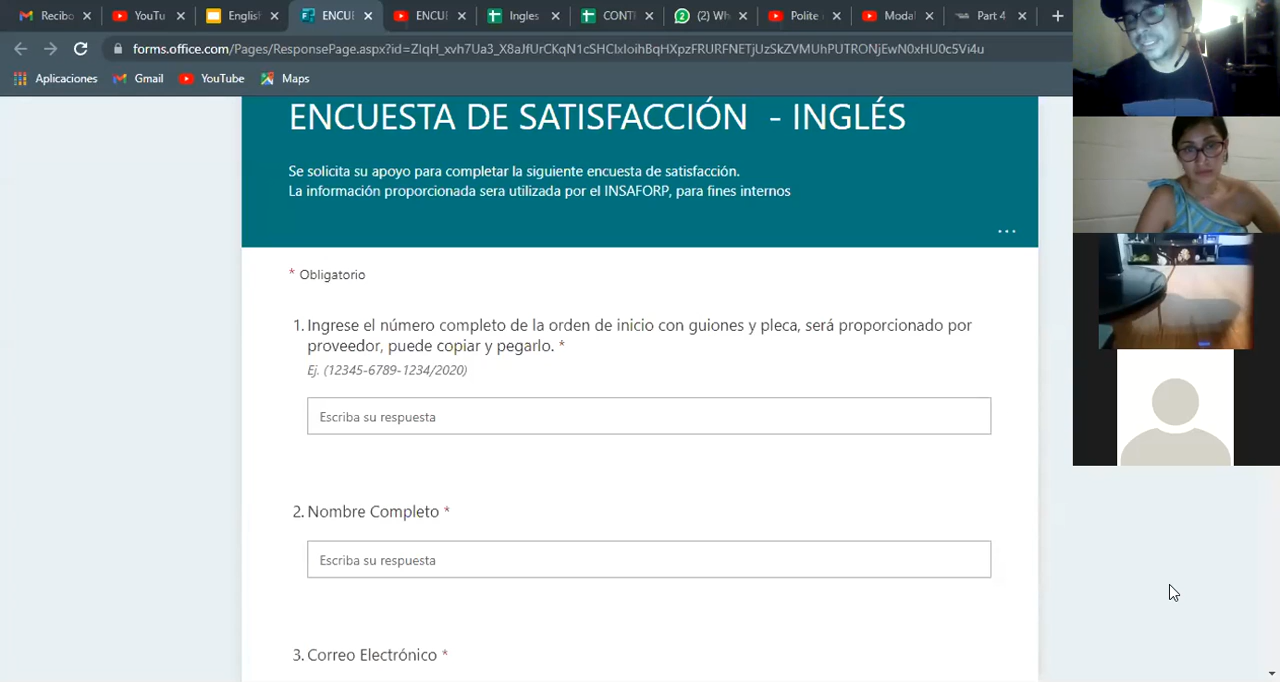 Recibo
YouTu
English
ENCUE
ENCUE
Ingles
CONT
(2) Wh
Polite
Modal
Part 4
forms.office.com/Pages/ResponsePage.aspx?id=
Aplicaciones
Gmail
YouTube
Maps
ENCUESTA DE SATISFACCIÓN - INGLÉS
Se solicita su apoyo para completar la siguiente encuesta de satisfacción.
La información proporcionada sera utilizada por el INSAFORP, para fines internos
...
* Obligatorio
1. Ingrese el número completo de la orden de inicio con guiones y pleca, será proporcionado por
proveedor, puede copiar y pegarlo. *
Ej. (12345-6789-1234/2020)
Escriba su respuesta
2. Nombre Completo *
Escriba su respuesta
3. Correo Electrónico *